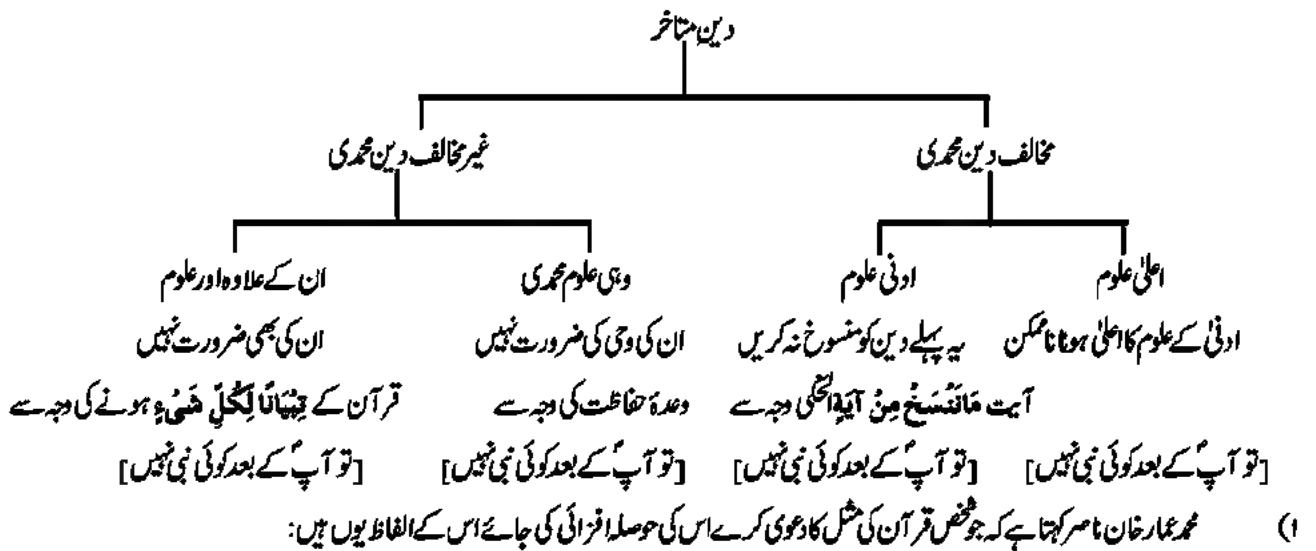 دینِ متاخر
مخالف دین محمدی غیر مخالف دین محمدی
اعلیٰ علوم ادنیٰ علوم وہی علوم محمدی ان کے علاوہ اور علوم
ادنیٰ کے علوم کا اعلیٰ ہونا ناممکن یہ پہلے دین کو منسوخ نہ کریں ان کی وحی کی ضرورت نہیں ان کی بھی ضرورت نہیں
آیت مَا نَنْسَخْ مِنْ آيَةٍ الخ کی وجہ سے وعدۂ حفاظت کی وجہ سے قرآن کے تِبْيَانًا لِكُلِّ شَيْءٍ ہونے کی وجہ سے
[تو آپؐ کے بعد کوئی نبی نہیں] [تو آپؐ کے بعد کوئی نبی نہیں] [تو آپؐ کے بعد کوئی نبی نہیں] [تو آپؐ کے بعد کوئی نبی نہیں]
۱) محمد عمار خان ناصر کہتا ہے کہ جو شخص قرآن کی مثل کا دعویٰ کرے اس کی حوصلہ افزائی کی جائے اس کے الفاظ یوں ہیں: